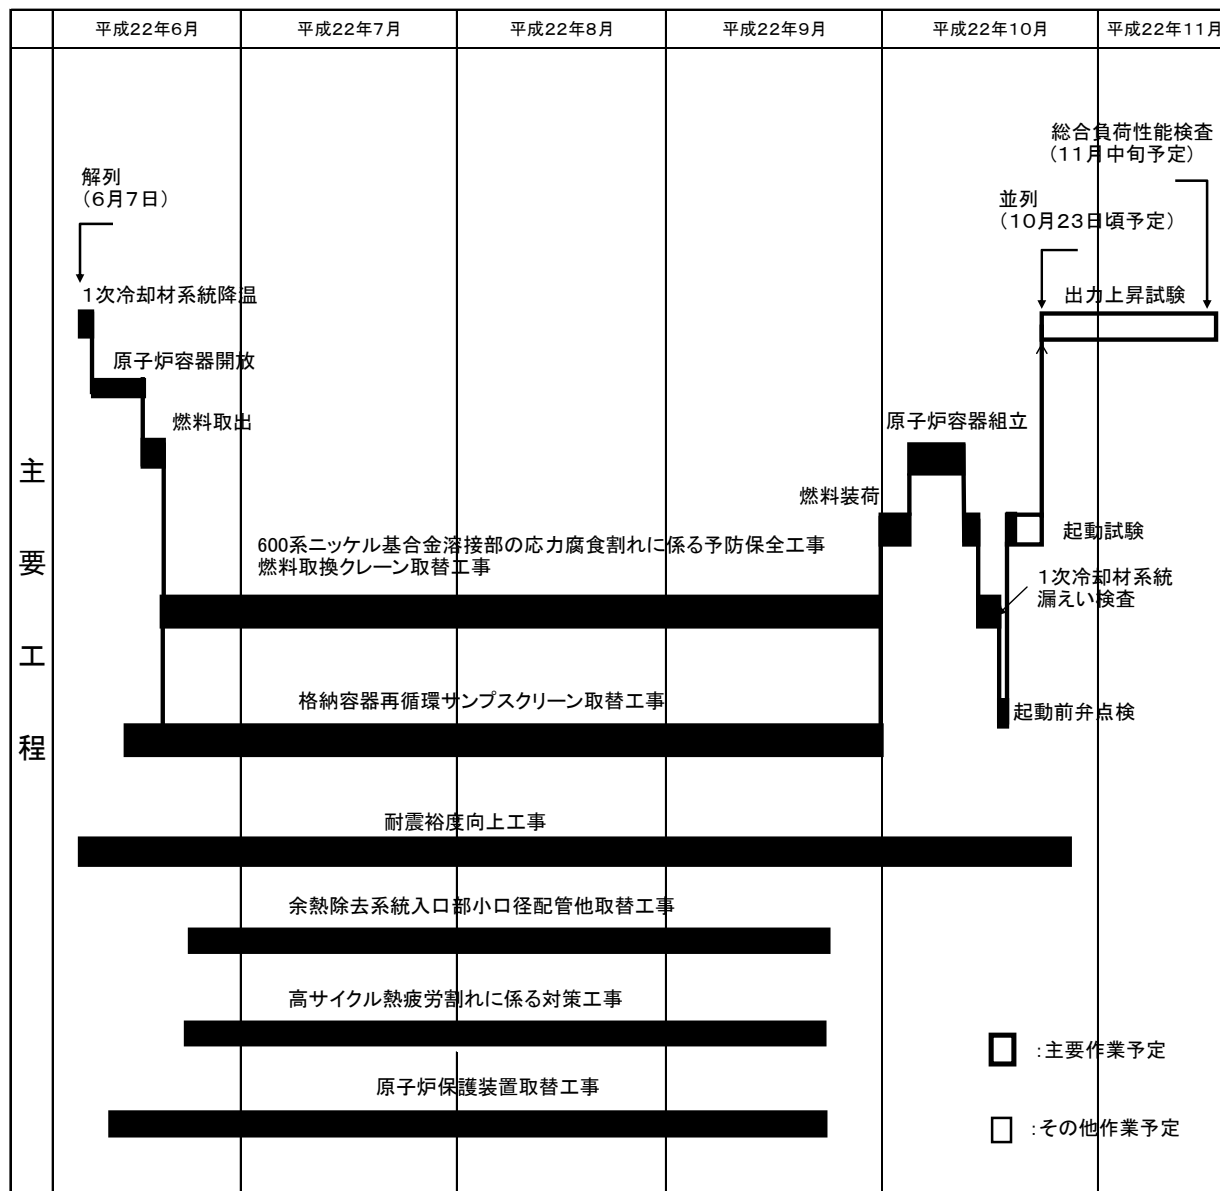 平成22年6月
平成22年7月
平成22年8月
平成22年9月
平成22年10月
平成22年11月
総合負荷性能検査
(11月中旬予定)
解列
(6月7日)
並列
(10月23日頃予定)
1次冷却材系統降温
出力上昇試験
原子炉容器開放
燃料取出
原子炉容器組立
主要工程
燃料装荷
起動試験
600系ニッケル基合金溶接部の応力腐食割れに係る予防保全工事
燃料取換クレーン取替工事
1次冷却材系統
漏えい検査
格納容器再循環サンプスクリーン取替工事
起動前弁点検
耐震裕度向上工事
余熱除去系統入口部小口径配管他取替工事
高サイクル熱疲労割れに係る対策工事
:主要作業予定
原子炉保護装置取替工事
:その他作業予定